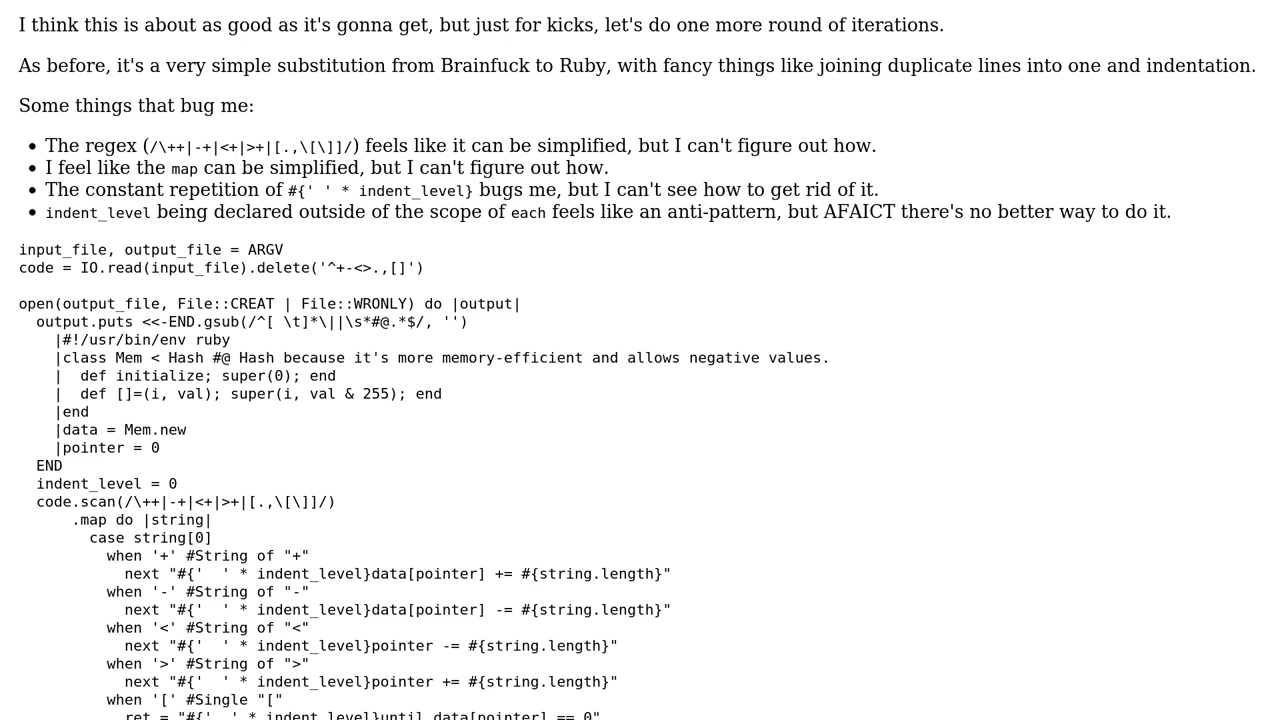 I think this is about as good as it's gonna get, but just for kicks, let's do one more round of iterations.
As before, it's a very simple substitution from Brainfuck to Ruby, with fancy things like joining duplicate lines into one and indentation.
Some things that bug me:
• The regex (/\++|-+|<+|>+|[.,\[\]]/) feels like it can be simplified, but I can't figure out how.
• I feel like the map can be simplified, but I can't figure out how.
• The constant repetition of #{' ' * indent_level} bugs me, but I can't see how to get rid of it.
• indent_level being declared outside of the scope of each feels like an anti-pattern, but AFAICT there's no better way to do it.
input_file, output_file = ARGV
code = IO.read(input_file).delete('^+-<>.,[]')
open(output_file, File::CREAT | File::WRONLY) do |output|
  output.puts <<-END.gsub(/^[ \t]*\||\s*#@.*$/, '')
    |#!/usr/bin/env ruby
    |class Mem < Hash #@ Hash because it's more memory-efficient and allows negative values.
    |  def initialize; super(0); end
    |  def []=(i, val); super(i, val & 255); end
    |end
    |data = Mem.new
    |pointer = 0
  END
  indent_level = 0
  code.scan(/\++|-+|<+|>+|[.,\[\]]/)
      .map do |string|
        case string[0]
          when '+' #String of "+"
            next "#{'  ' * indent_level}data[pointer] += #{string.length}"
          when '-' #String of "-"
            next "#{'  ' * indent_level}data[pointer] -= #{string.length}"
          when '<' #String of "<"
            next "#{'  ' * indent_level}pointer -= #{string.length}"
          when '>' #String of ">"
            next "#{'  ' * indent_level}pointer += #{string.length}"
          when '[' #Single "["
            ret = "#{'  ' * indent_level}until data[pointer] == 0"